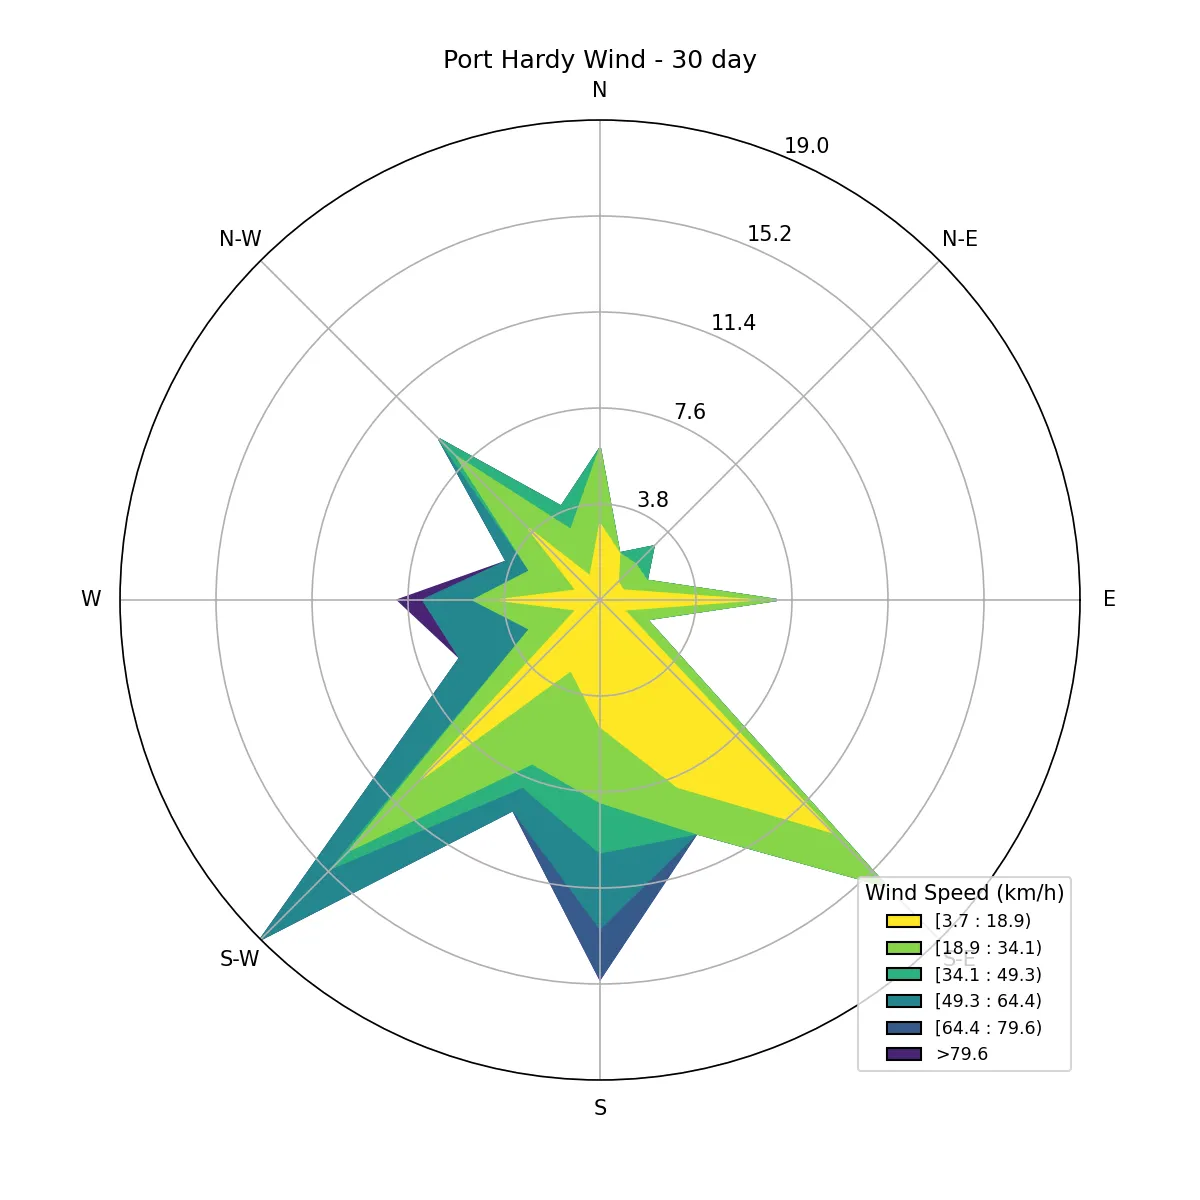 Port Hardy Wind - 30 day
N
19.0
15.2
N-W
N-E
11.4
7.6
3.8
W
E
Wind Speed (km/h)
[3.7 : 18.9)
[18.9 : 34.1)
S-W
S-E
[34.1 : 49.3)
[49.3 : 64.4)
[64.4 : 79.6)
>79.6
S